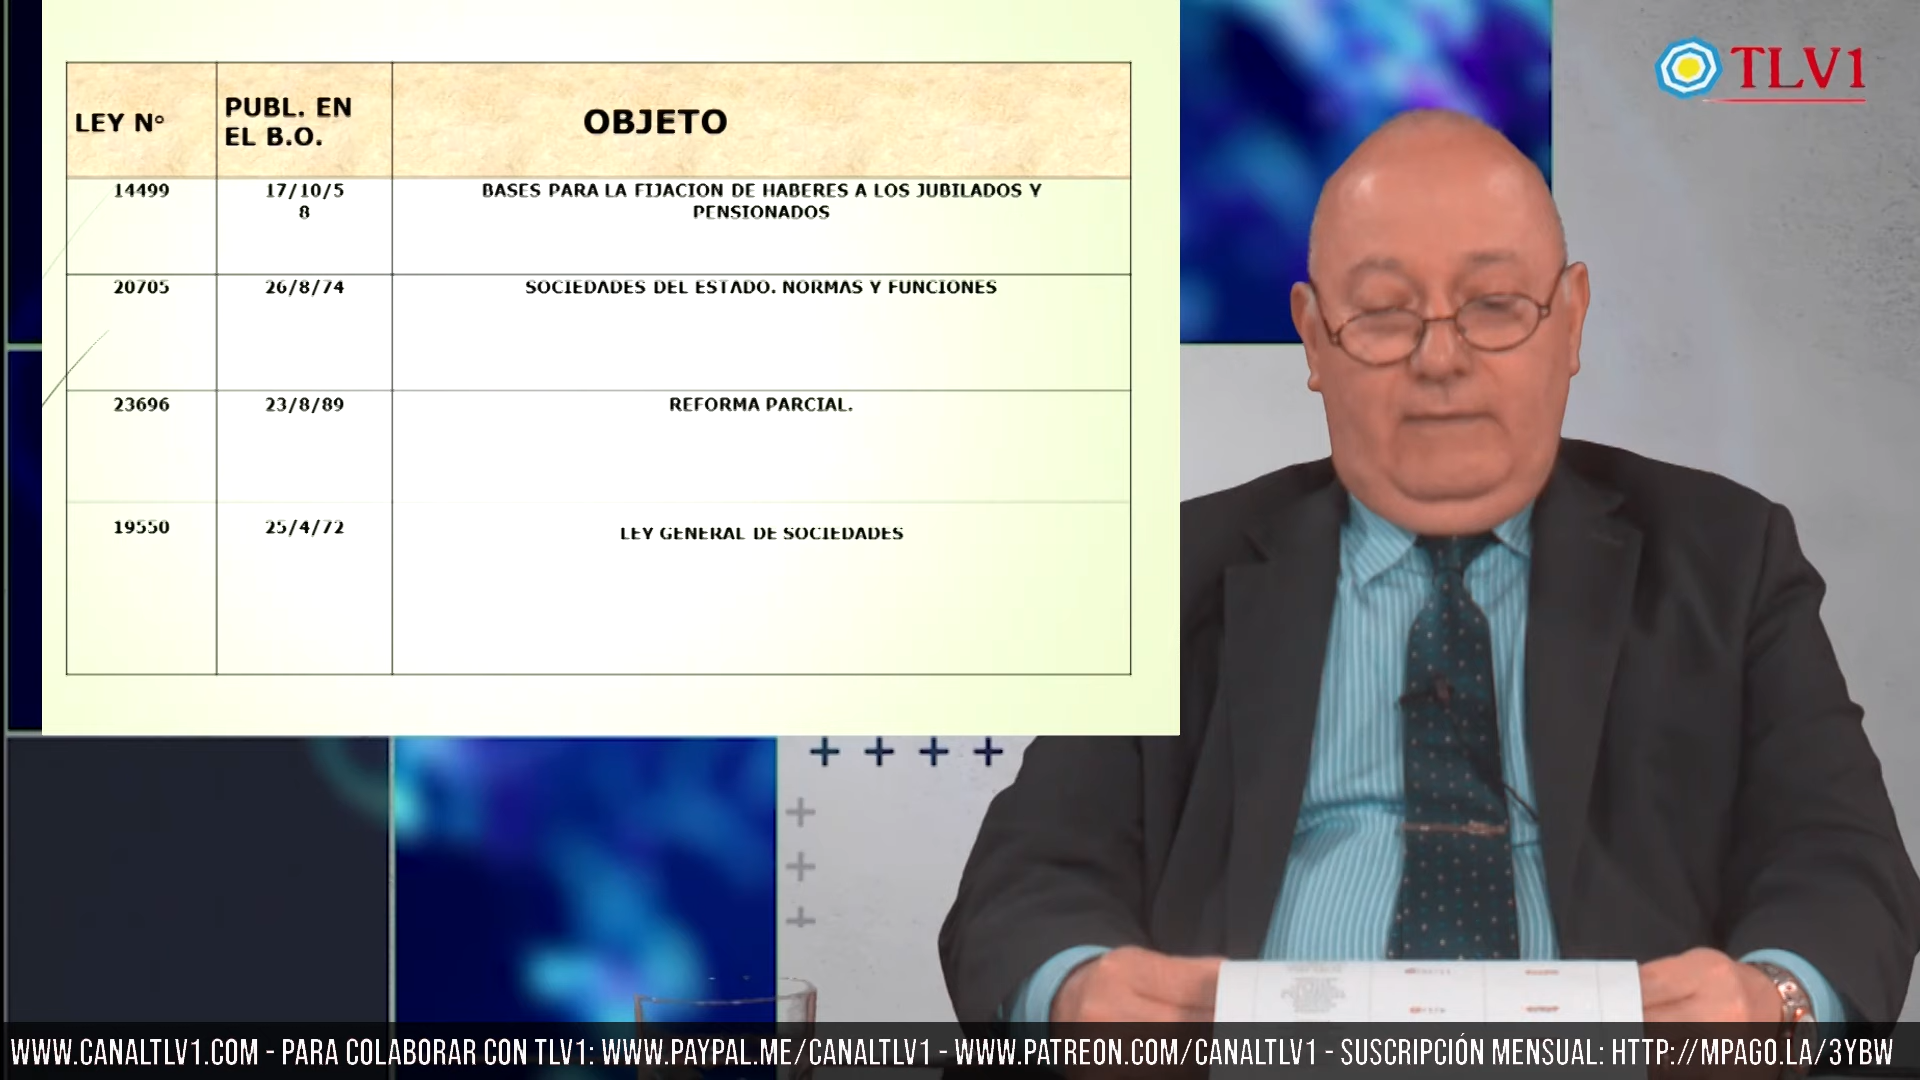 LEY Nº
PUBL. EN
EL B.O.
OBJETO
14499
17/10/5
8
BASES PARA LA FIJACION DE HABERES A LOS JUBILADOS Y
PENSIONADOS
20705
26/8/74
SOCIEDADES DEL ESTADO. NORMAS Y FUNCIONES
23696
23/8/89
REFORMA PARCIAL.
19550
25/4/72
LEY GENERAL DE SOCIEDADES
TLV1
WWW.CANALTLV1.COM - PARA COLABORAR CON TLV1: WWW.PAYPAL.ME/CANALTLV1 - WWW.PATREON.COM/CANALTLV1 - SUSCRIPCIÓN MENSUAL: HTTP://MPAGO.LA/3YBW